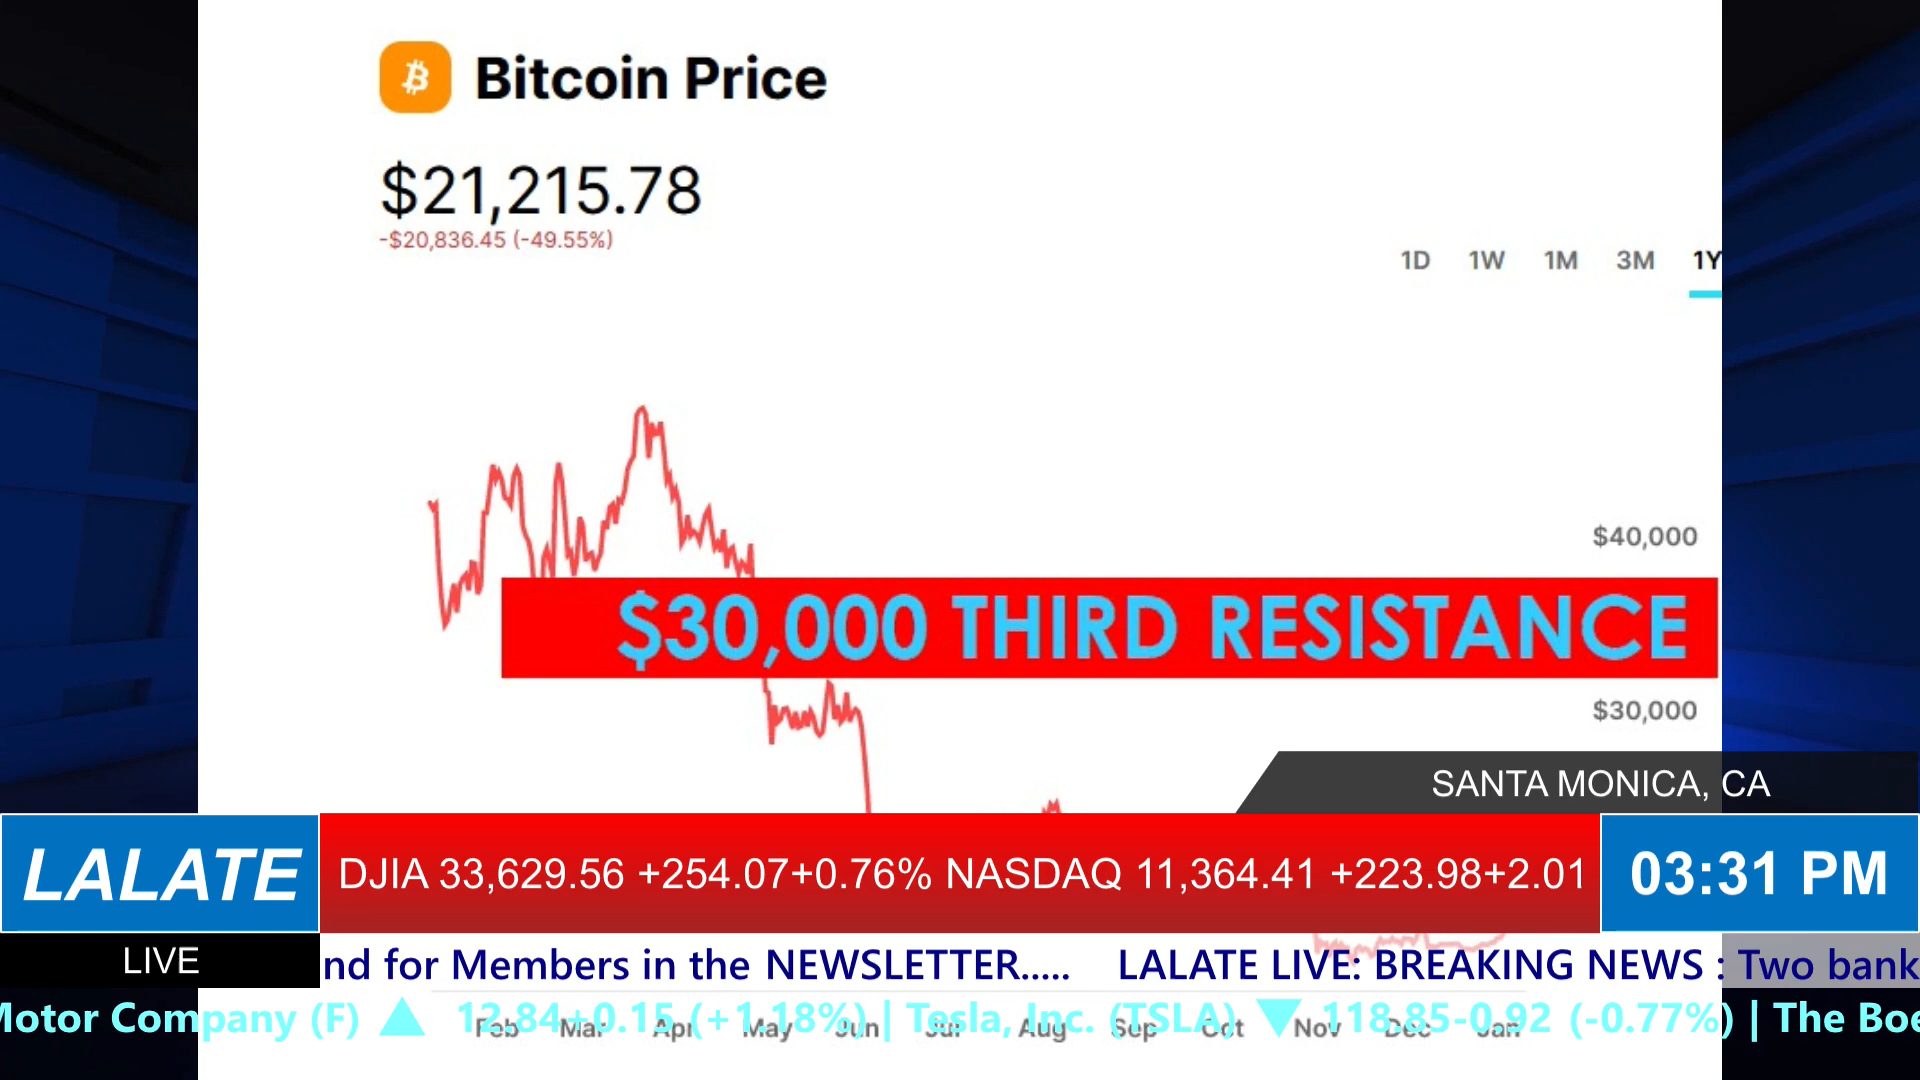 Bitcoin Price
$21,215.78
-$20,836.45 (-49.55%)
1D 1W 1M 3M 1Y
$40,000
$30,000 THIRD RESISTANCE
$30,000
SANTA MONICA, CA
LALATE
DJIA 33,629.56 +254.07+0.76% NASDAQ 11,364.41 +223.98+2.01
03:31 PM
LIVE
nd for Members in the NEWSLETTER..... LALATE LIVE: BREAKING NEWS : Two bank
Motor Company (F) ▲ 12.84+0.15 (+1.18%) | Tesla, Inc. (TSLA) ▼ 118.85-0.92 (-0.77%) | The Boe
Feb Mar Apr May Jun Jul Aug Sep Oct Nov Dec Jan